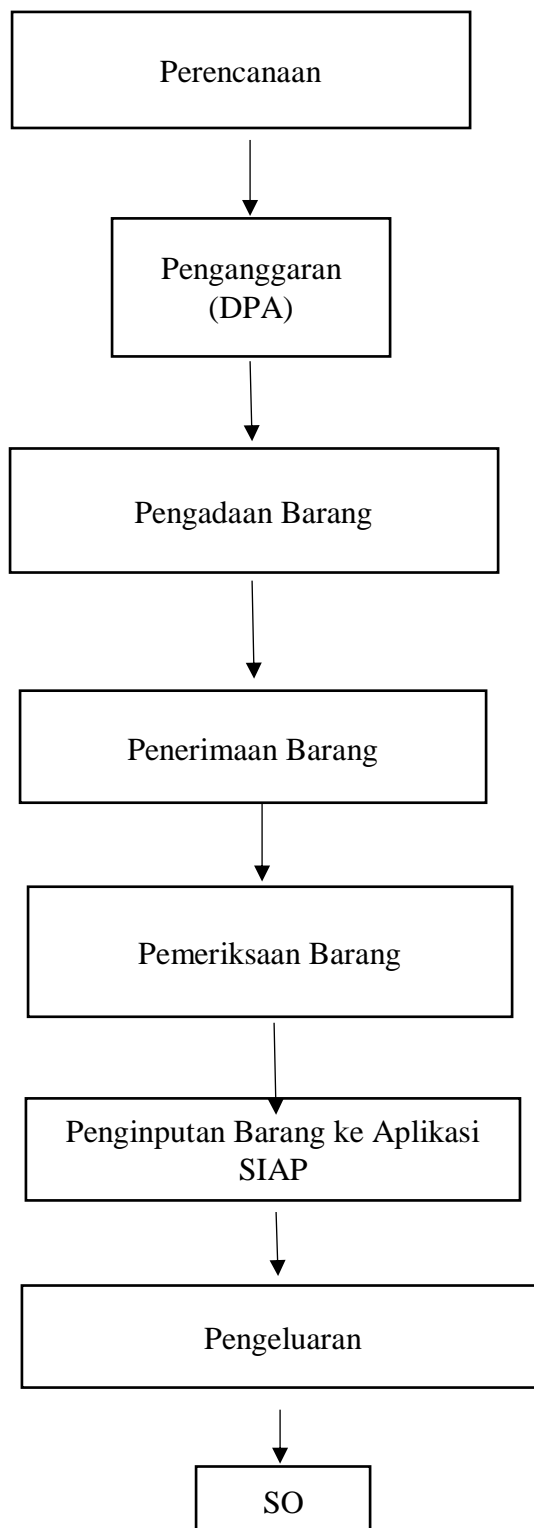 Perencanaan
Penganggaran
(DPA)
Pengadaan Barang
Penerimaan Barang
Pemeriksaan Barang
Penginputan Barang ke Aplikasi
SIAP
Pengeluaran
SO